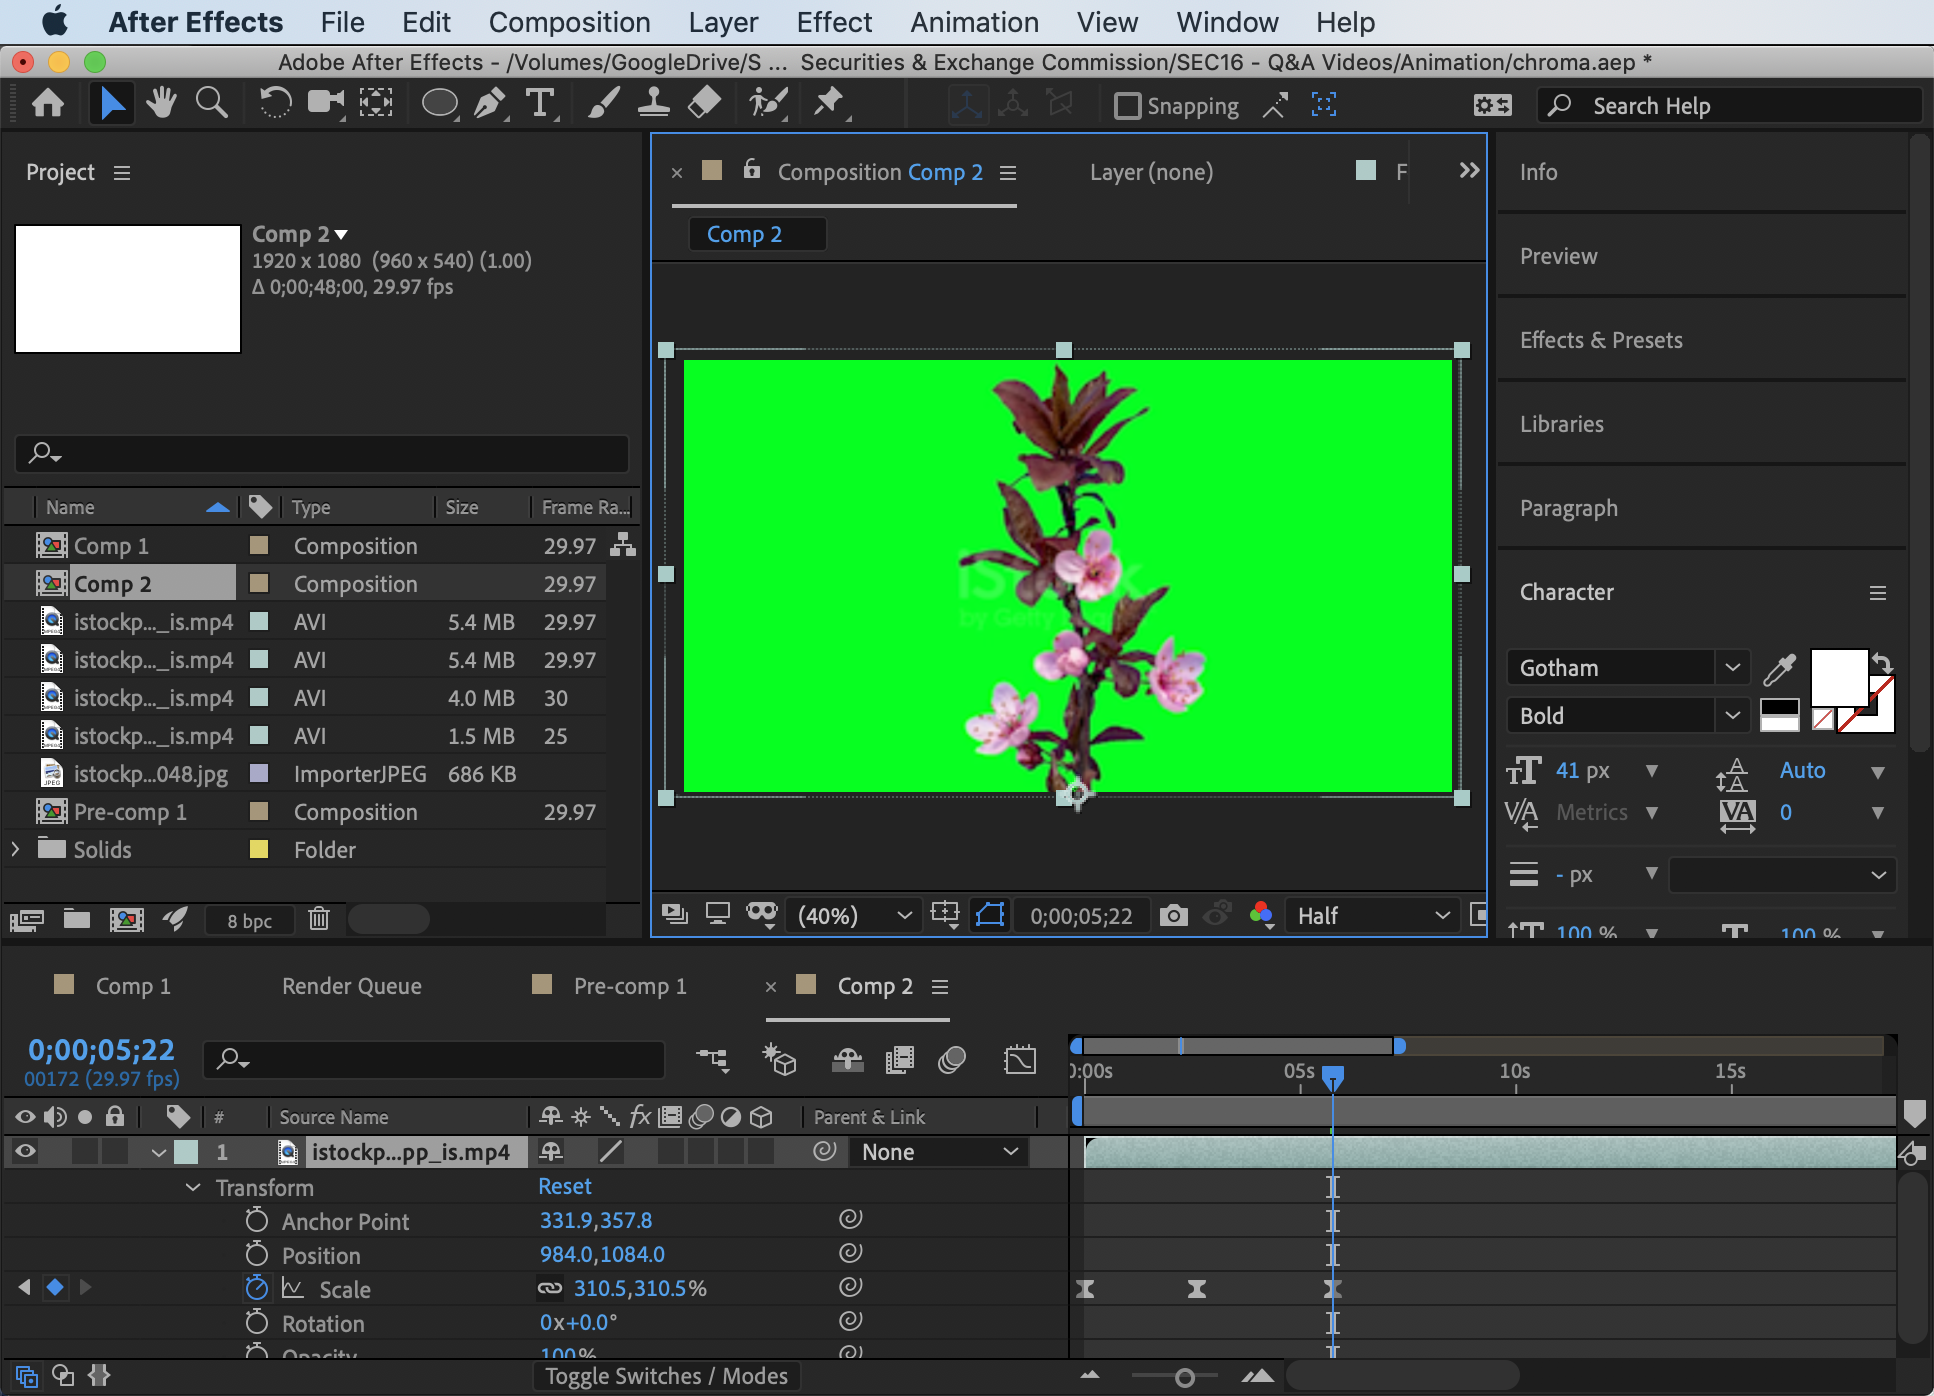 After Effects File Edit Composition Layer Effect Animation View Window Help
Adobe After Effects - /Volumes/GoogleDrive/S ... Securities & Exchange Commission/SEC16 - Q&A Videos/Animation/chroma.aep *
T Snapping Search Help
Project
Comp 2
1920 x 1080 (960 x 540) (1.00)
Δ 0;00;48;00, 29.97 fps
Name Type Size Frame Ra...
Comp 1 Composition 29.97
Comp 2 Composition 29.97
istockp..._is.mp4 AVI 5.4 MB 29.97
istockp..._is.mp4 AVI 5.4 MB 29.97
istockp..._is.mp4 AVI 4.0 MB 30
istockp..._is.mp4 AVI 1.5 MB 25
istockp...048.jpg ImporterJPEG 686 KB
Pre-comp 1 Composition 29.97
Solids Folder
8 bpc
× Composition Comp 2 Layer (none) F
Comp 2
by Getty
(40%) 0;00;05;22 Half
Info
Preview
Effects & Presets
Libraries
Paragraph
Character
Gotham
Bold
41 px Auto
Metrics 0
- px
100 % 100 %
Comp 1 Render Queue Pre-comp 1 × Comp 2
0;00;05;22
00172 (29.97 fps)
0:00s 05s 10s 15s
# Source Name fx Parent & Link
1 istockp...pp_is.mp4 None
Transform Reset
Anchor Point 331.9,357.8
Position 984.0,1084.0
Scale 310.5,310.5%
Rotation 0x+0.0°
Opacity 100%
Toggle Switches / Modes